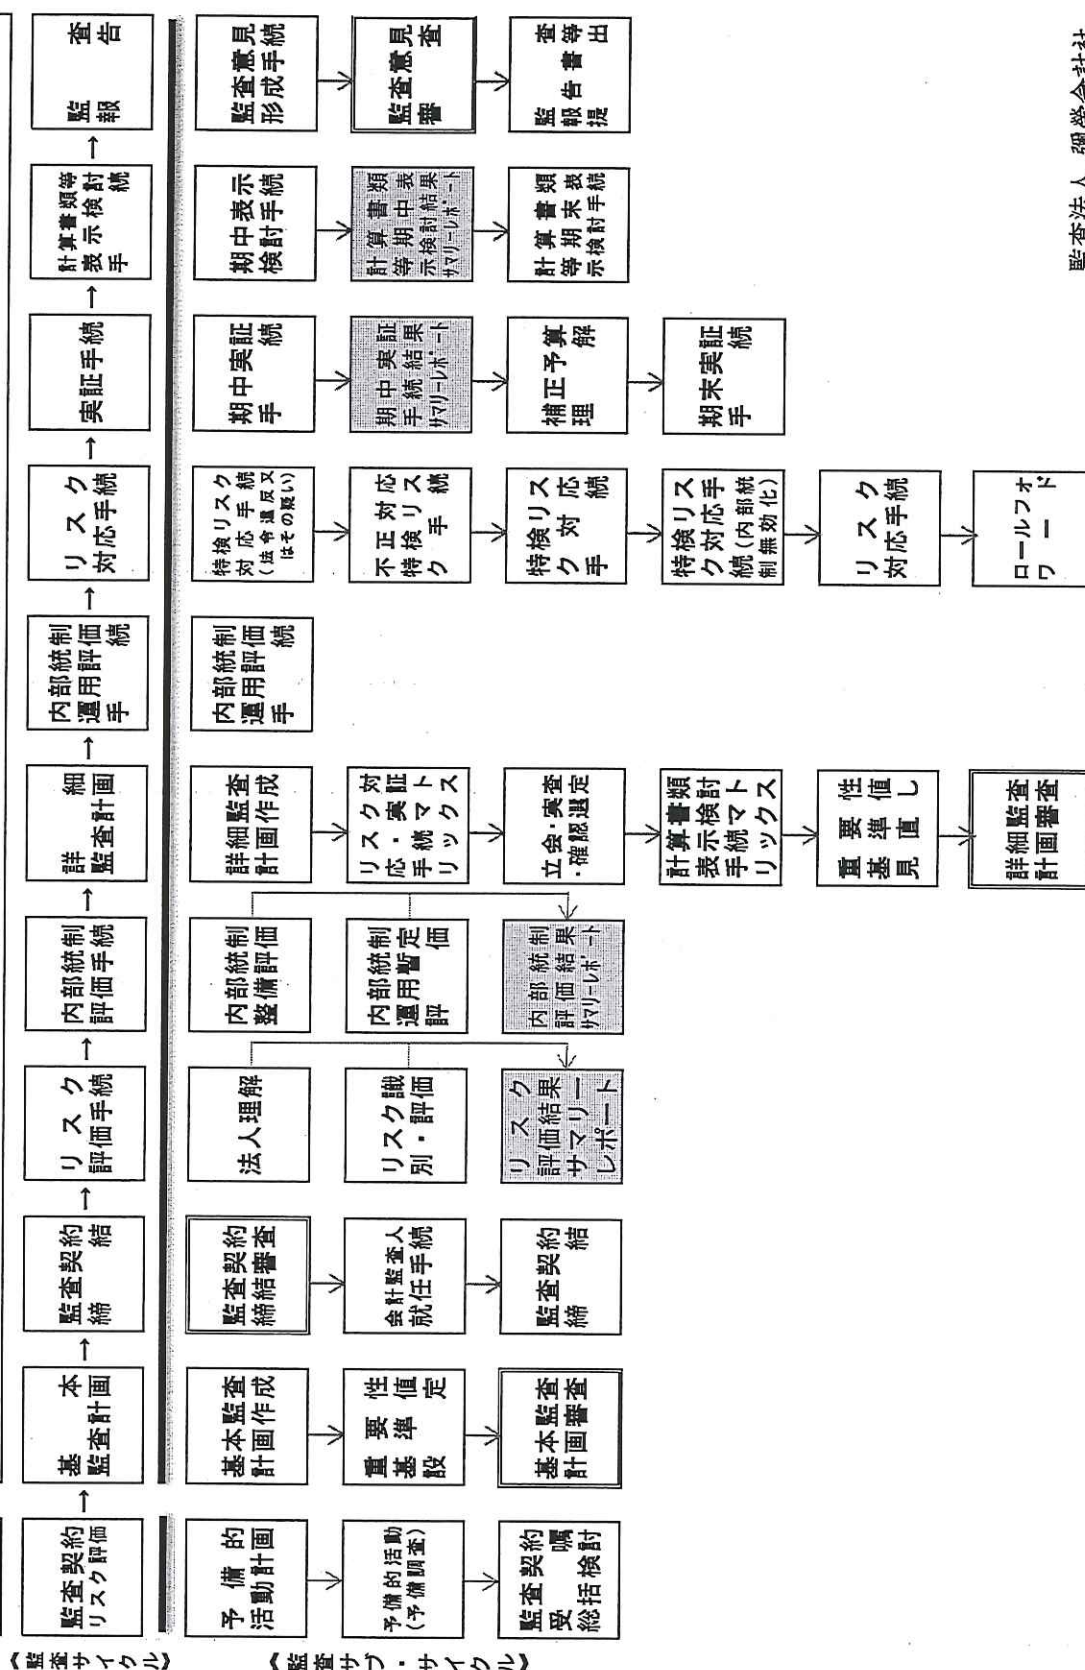 《監査サイクル》
監査契約
リスク評価
→
基本
監査計画
→
監査契約
締結
→
リスク
評価手続
→
内部統制
評価手続
→
詳細
監査計画
→
内部統制
運用評価
手続
→
リスク
対応手続
→
実証手続
→
計算書類等
表示検討
手続
→
監査
報告
《監査サブ・サイクル》
予備的
活動計画
予備的活動
(予備調査)
監査契約
受嘱
総括検討
基本監査
計画作成
重要性
基準値
設定
基本監査
計画審査
監査契約
締結審査
会計監査人
就任手続
監査契約
締結
法人理解
リスク識
別・評価
リスク
評価結果
サマリー
レポート
内部統制
整備評価
内部統制
運用暫定
評価
内部統制
評価結果
サマリーレポート
詳細監査
計画作成
リスク対
応・実証
手続マト
リックス
立会・実査
・確認選定
計算書類
表示検討
手続マト
リックス
重要性
基準値
見直し
詳細監査
計画審査
内部統制
運用評価
手続
特検リスク
対応手続
(法令違反又
はその疑い)
不正対応
特検リス
ク手続
特検リス
ク対応
手続
特検リス
ク対応手
続(内部統
制無効化)
リスク
対応手続
ロールフォ
ワード
期中実証
手続
期中実証
手続結果
サマリーレポート
補正予算
理解
期末実証
手続
期中表示
検討手続
計算書類
等期中表
示検討結果
サマリーレポート
計算書類
等期末表
示検討手続
監査意見
形成手続
監査意見
審査
監査
報告書等
提出
監査法人 彌榮会計社